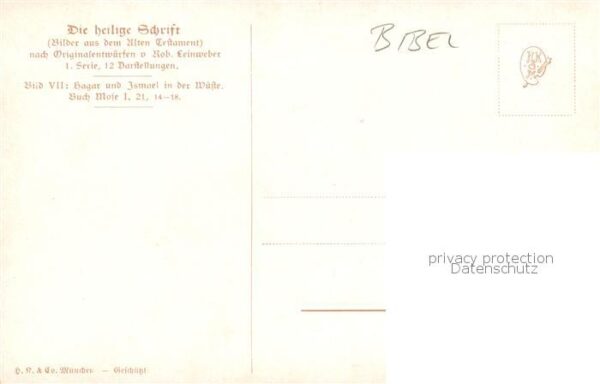 Die heilige Schrift
(Bilder aus dem Alten Testament)
nach Originalentwürfen v Rob. Leinweber
1. Serie, 12 Darstellungen.
Bild VII: Hagar und Ismael in der Wüste.
Buch Mose I, 21, 14–18.
BIBEL
privacy protection
Datenschutz
H. K. & Co. München – Geschützt